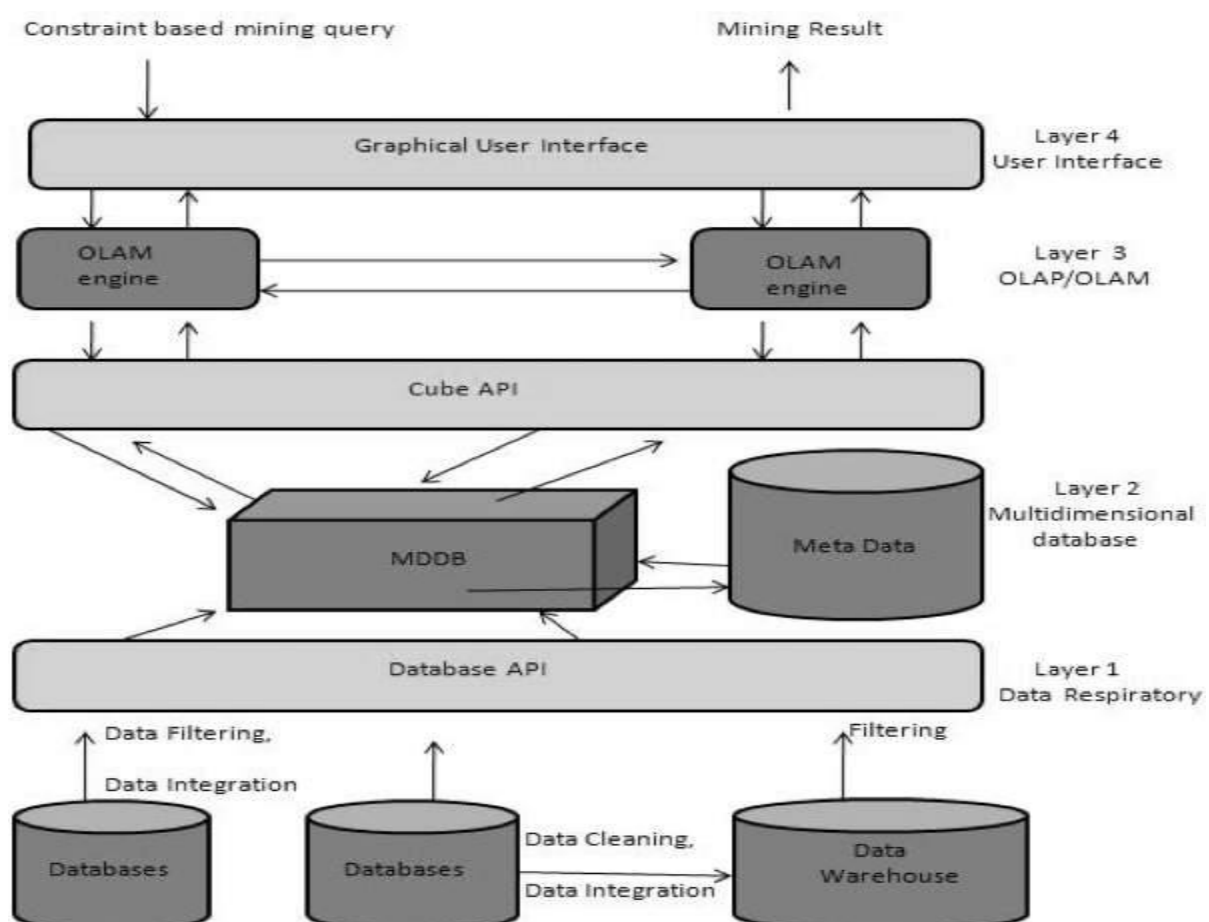 Constraint based mining query
Mining Result
Graphical User Interface
Layer 4
User Interface
OLAM
engine
OLAM
engine
Layer 3
OLAP/OLAM
Cube API
Layer 2
Multidimensional
database
MDDB
Meta Data
Database API
Layer 1
Data Respiratory
Data Filtering,
Data Integration
Filtering
Databases
Databases
Data Cleaning,
Data Integration
Data
Warehouse